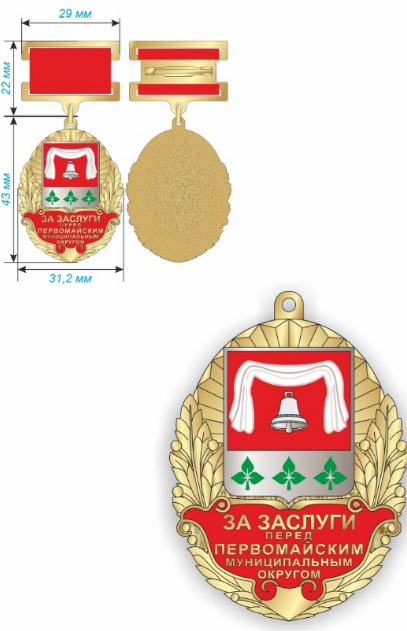 29 мм
22 мм
43 мм
ЗА ЗАСЛУГИ
ПЕРЕД
ПЕРВОМАЙСКИМ
МУНИЦИПАЛЬНЫМ
ОКРУГОМ
31,2 мм
ЗА ЗАСЛУГИ
ПЕРЕД
ПЕРВОМАЙСКИМ
МУНИЦИПАЛЬНЫМ
ОКРУГОМ